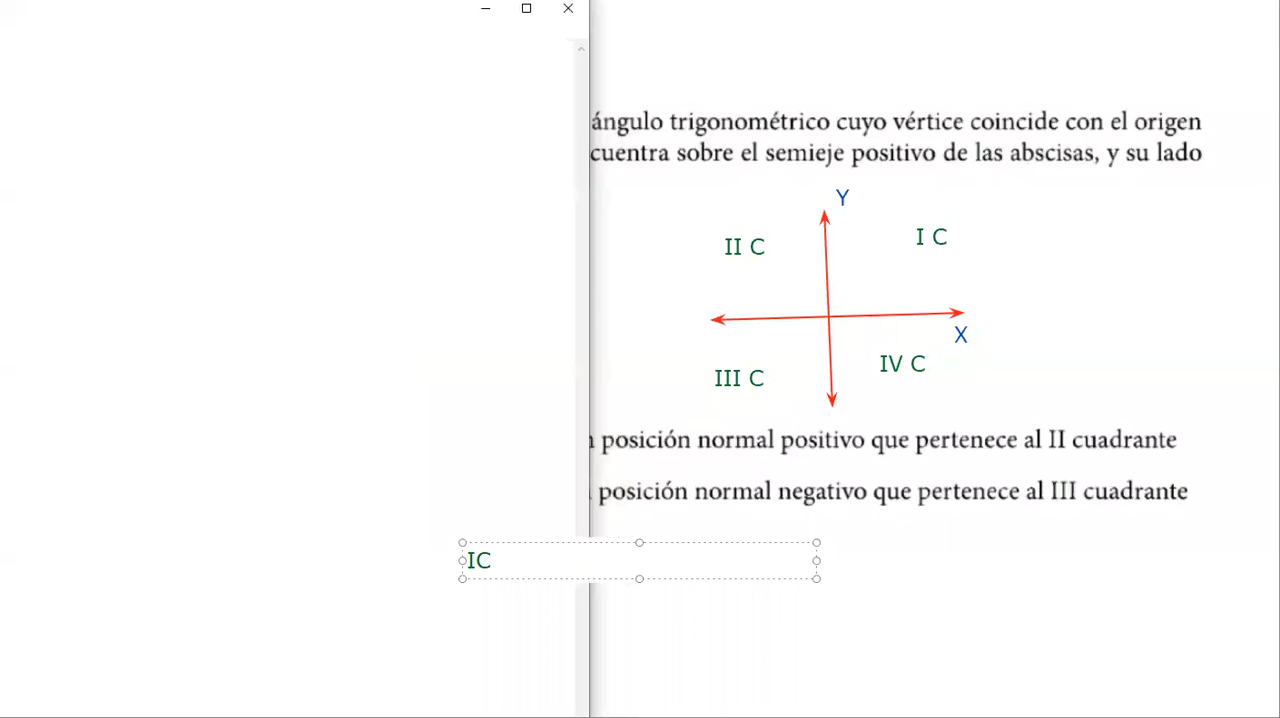 ángulo trigonométrico cuyo vértice coincide con el origen
cuentra sobre el semieje positivo de las abscisas, y su lado
Y
II C
I C
X
III C
IV C
posición normal positivo que pertenece al II cuadrante
posición normal negativo que pertenece al III cuadrante
IC